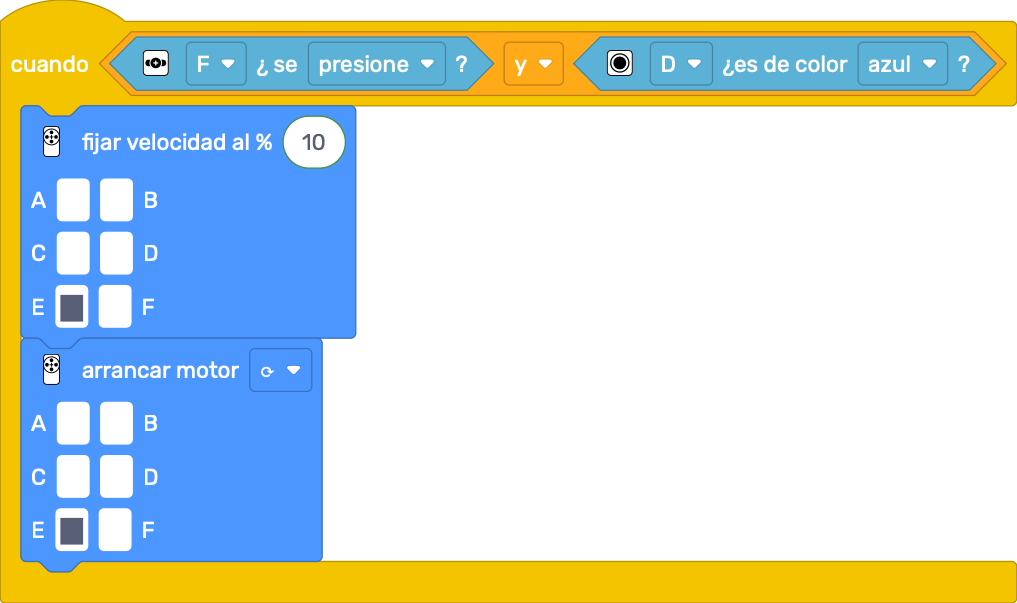 cuando F ¿ se presione ? y D ¿es de color azul ?
fijar velocidad al % 10
A B
C D
E F
arrancar motor
A B
C D
E F